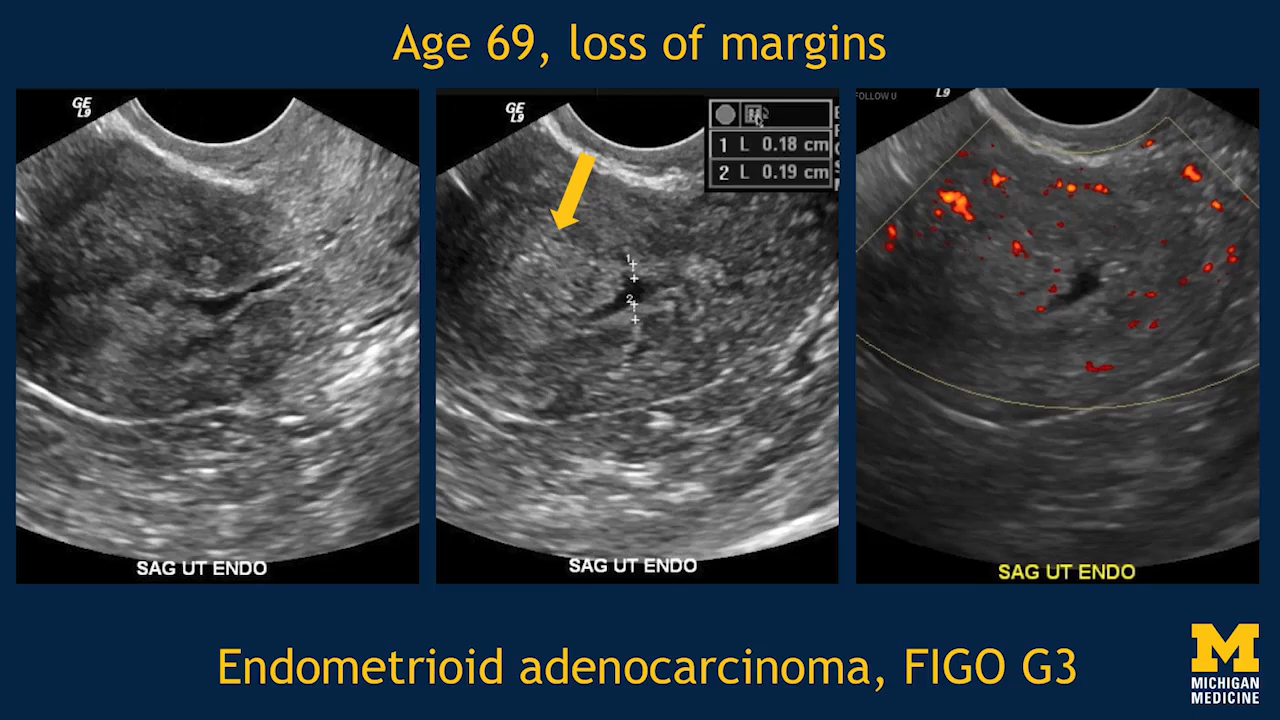 Age 69, loss of margins
GE
L9
GE
L9
1 L 0.18 cm
2 L 0.19 cm
FOLLOW U
L9
1
2
SAG UT ENDO
SAG UT ENDO
SAG UT ENDO
Endometrioid adenocarcinoma, FIGO G3
M
MICHIGAN
MEDICINE